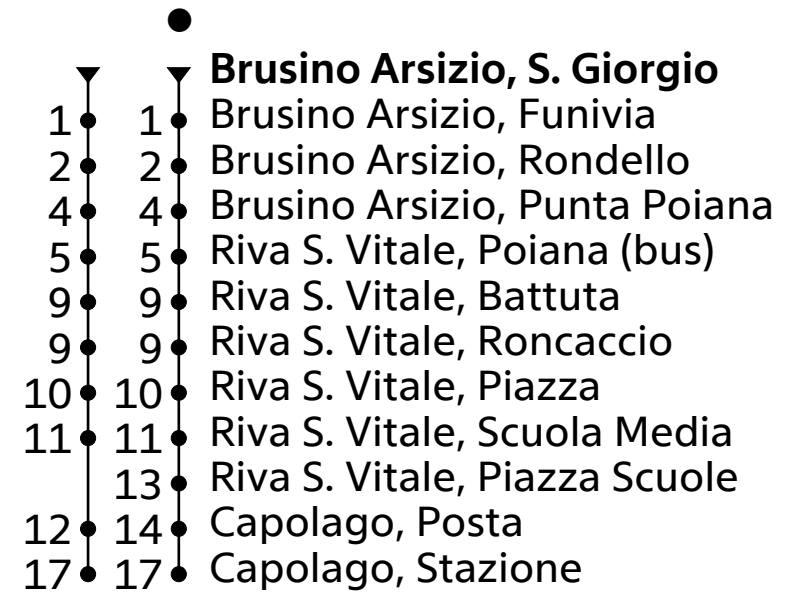 Brusino Arsizio, S. Giorgio
1 1 Brusino Arsizio, Funivia
2 2 Brusino Arsizio, Rondello
4 4 Brusino Arsizio, Punta Poiana
5 5 Riva S. Vitale, Poiana (bus)
9 9 Riva S. Vitale, Battuta
9 9 Riva S. Vitale, Roncaccio
10 10 Riva S. Vitale, Piazza
11 11 Riva S. Vitale, Scuola Media
13 Riva S. Vitale, Piazza Scuole
12 14 Capolago, Posta
17 17 Capolago, Stazione